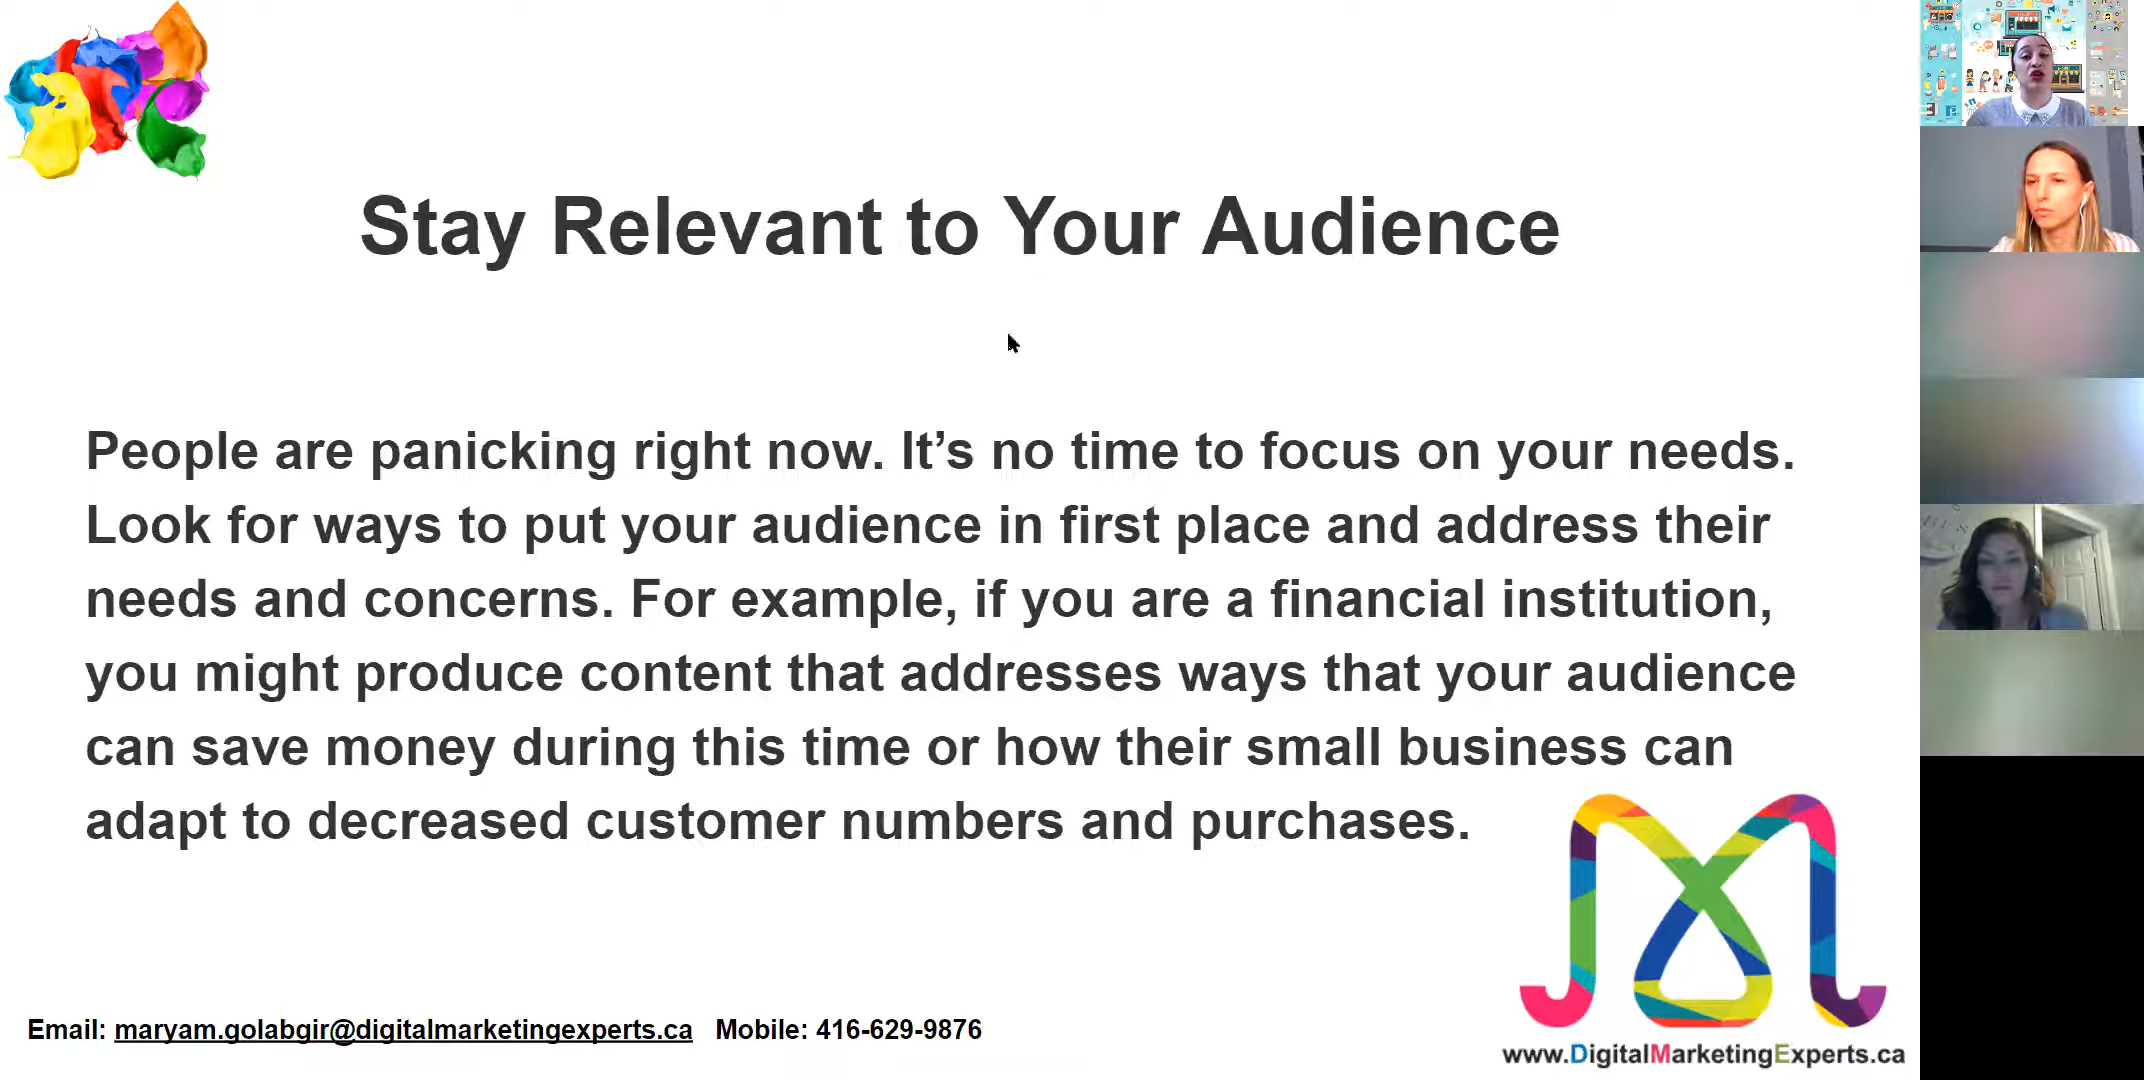 Stay Relevant to Your Audience
People are panicking right now. It’s no time to focus on your needs.
Look for ways to put your audience in first place and address their
needs and concerns. For example, if you are a financial institution,
you might produce content that addresses ways that your audience
can save money during this time or how their small business can
adapt to decreased customer numbers and purchases.
Email: maryam.golabgir@digitalmarketingexperts.ca Mobile: 416-629-9876
www.DigitalMarketingExperts.ca